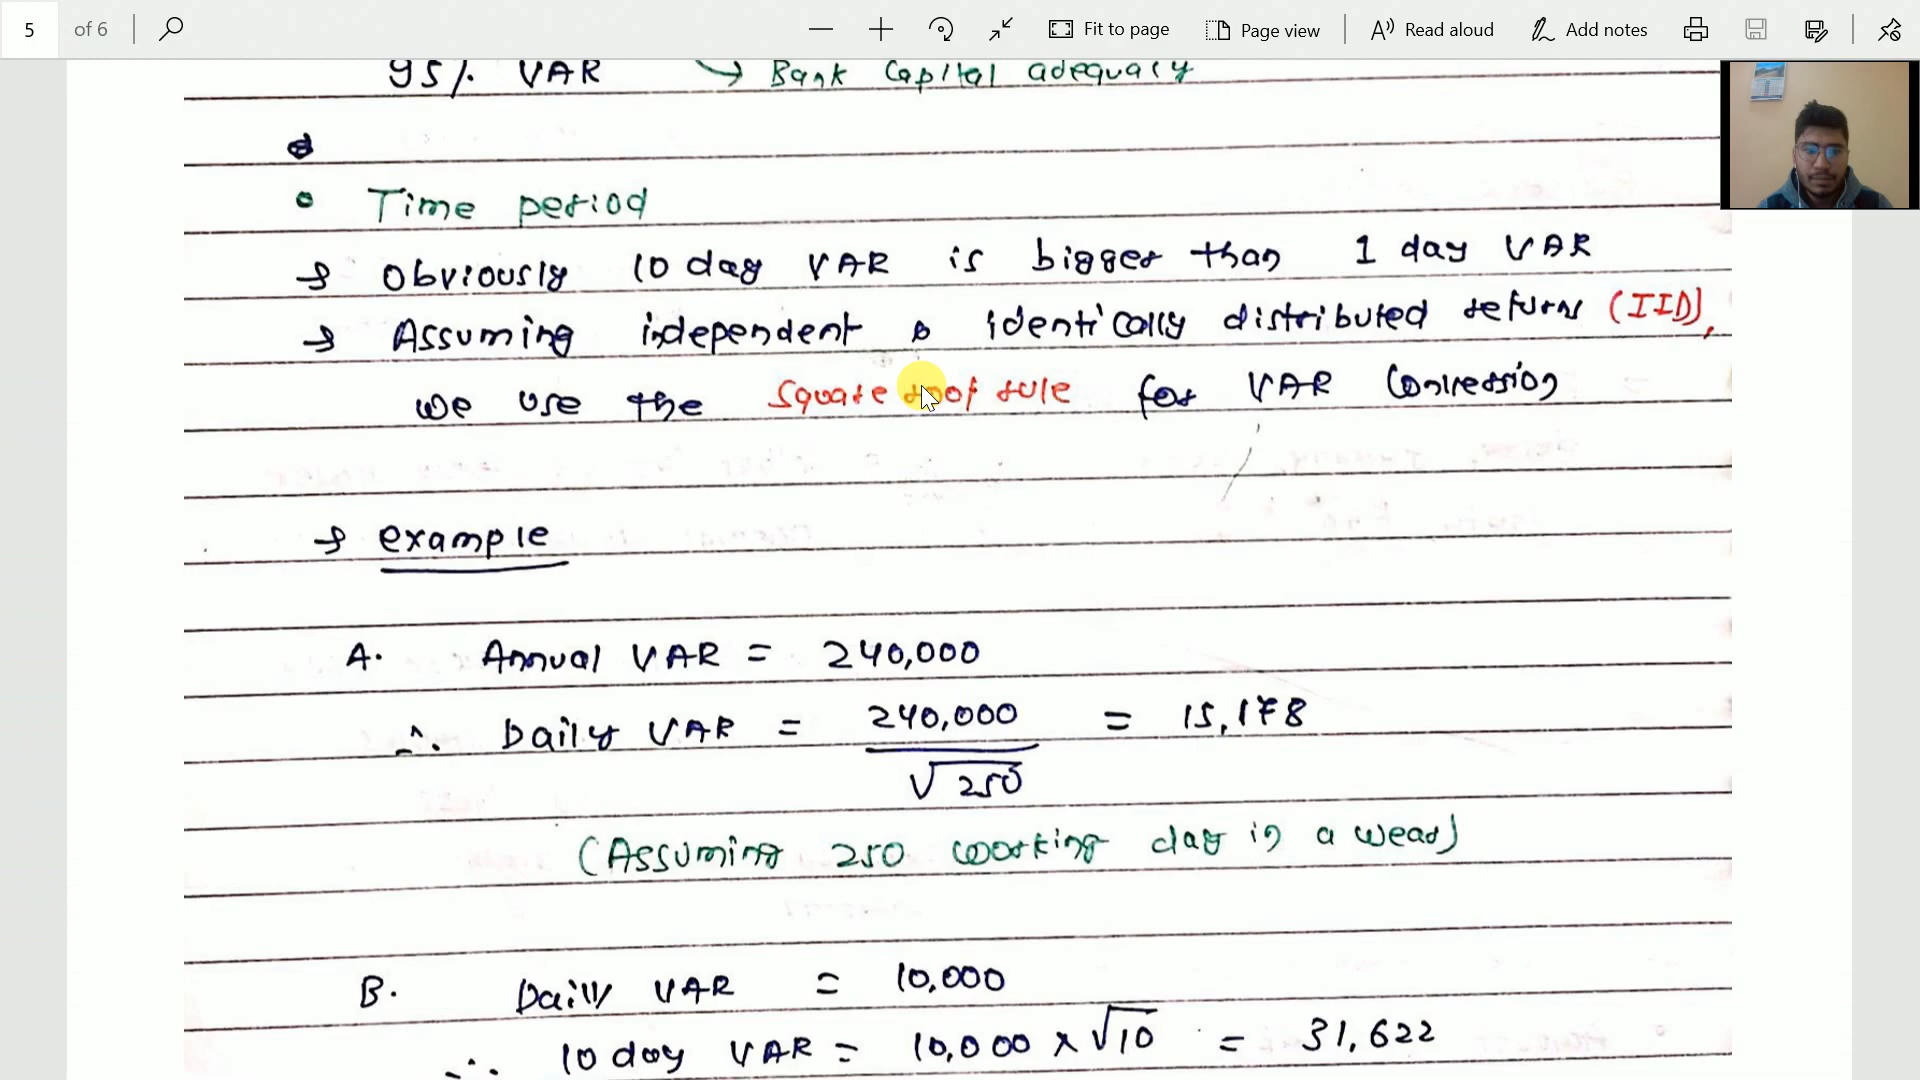 5 of 6 Fit to page Page view Read aloud Add notes
95% VAR → Bank Capital adequacy
• Time period
→ Obviously 10 day VAR is bigger than 1 day VAR
→ Assuming independent & identically distributed returns (IID),
we use the Square root rule for VAR Conversion
→ example
A. Annual VAR = 240,000
∴ Daily VAR = 240,000 = 15,178
√250
(Assuming 250 working day in a wear)
B. Daily VAR = 10,000
∴ 10 day VAR = 10,000 × √10 = 31,622